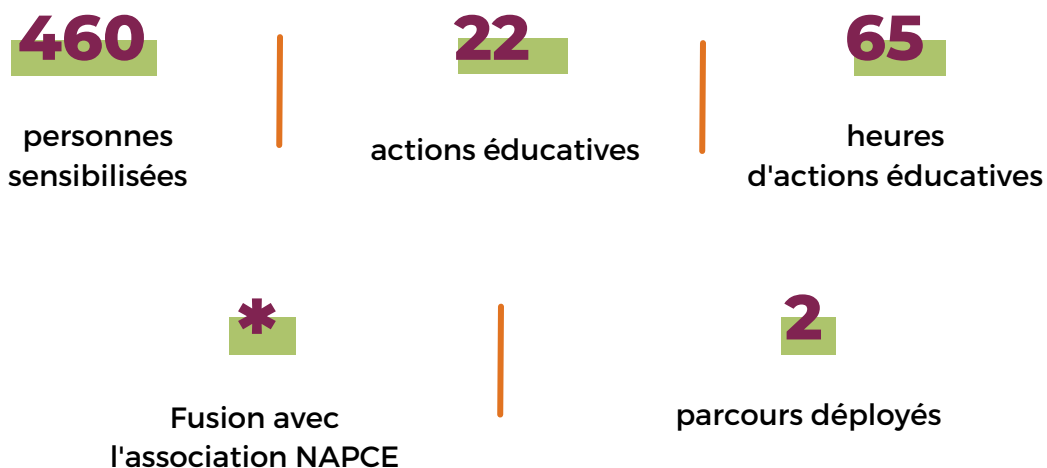 460
personnes
sensibilisées
22
actions éducatives
65
heures
d'actions éducatives
*
Fusion avec
l'association NAPCE
2
parcours déployés